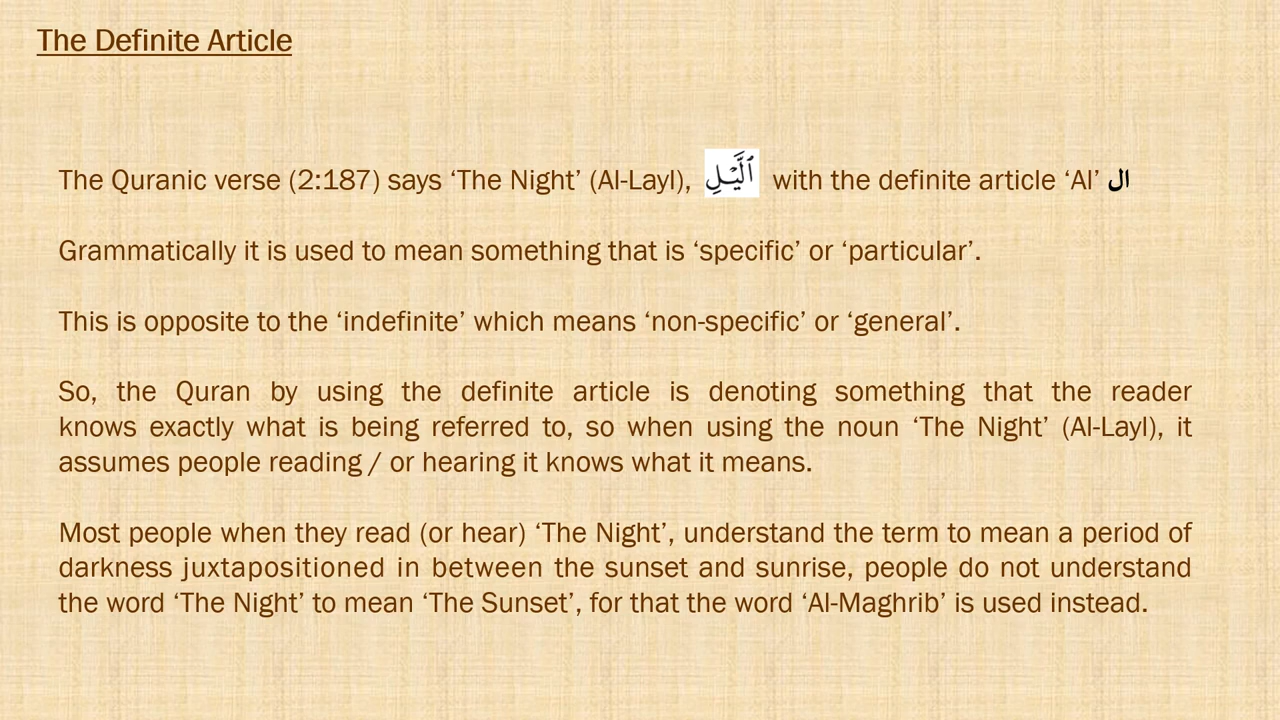 The Definite Article
The Quranic verse (2:187) says ‘The Night’ (Al-Layl), ٱلَّيْلِ with the definite article ‘Al’ ال
Grammatically it is used to mean something that is ‘specific’ or ‘particular’.
This is opposite to the ‘indefinite’ which means ‘non-specific’ or ‘general’.
So, the Quran by using the definite article is denoting something that the reader
knows exactly what is being referred to, so when using the noun ‘The Night’ (Al-Layl), it
assumes people reading / or hearing it knows what it means.
Most people when they read (or hear) ‘The Night’, understand the term to mean a period of
darkness juxtapositioned in between the sunset and sunrise, people do not understand
the word ‘The Night’ to mean ‘The Sunset’, for that the word ‘Al-Maghrib’ is used instead.